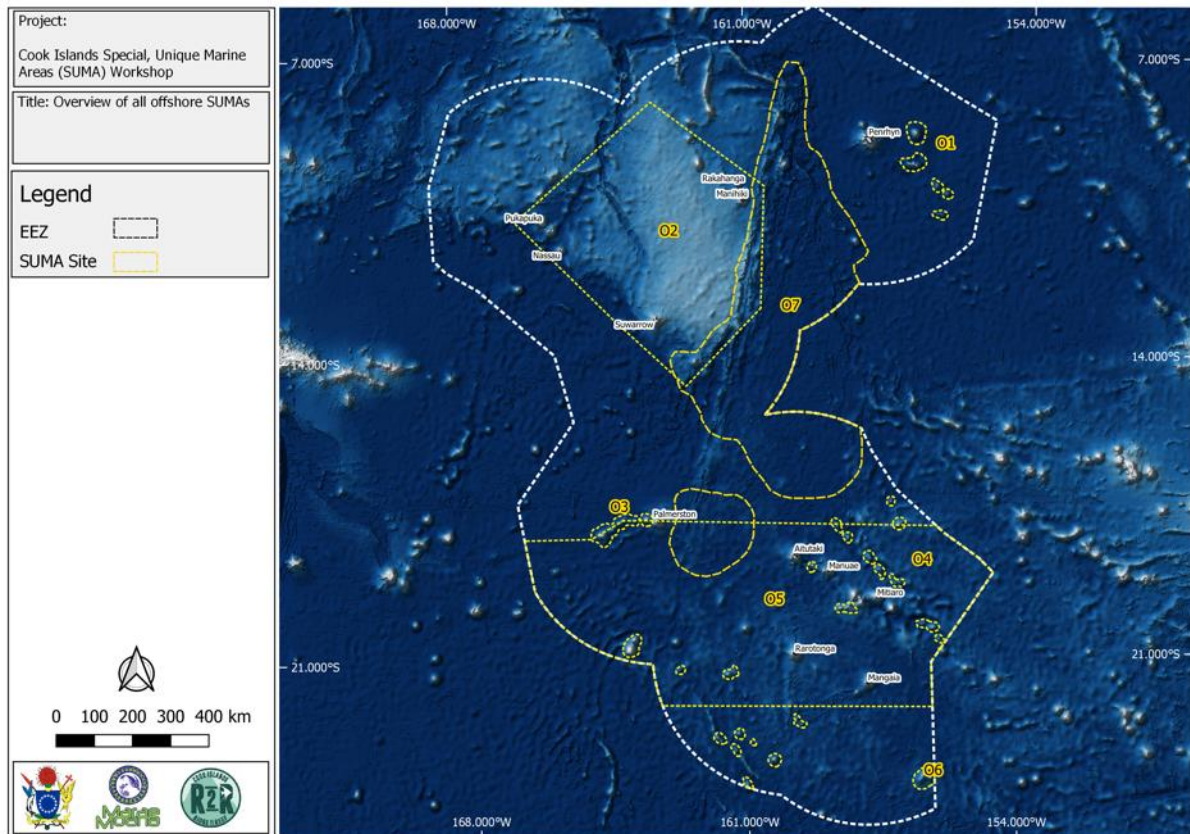 Project:
Cook Islands Special, Unique Marine
Areas (SUMA) Workshop
Title: Overview of all offshore SUMAs
Legend
EEZ
SUMA Site
0 100 200 300 400 km
COOK ISLANDS
R2R
168.000°W 161.000°W 154.000°W
7.000°S 7.000°S
Penrhyn
O1
Rakahanga
Manihiki
Pukapuka
O2
Nassau
O7
Suwarrow
14.000°S 14.000°S
O3
Palmerston
Aitutaki
O4
Manuae
Mitiaro
O5
Rarotonga
21.000°S 21.000°S
Mangaia
O6
168.000°W 161.000°W 154.000°W